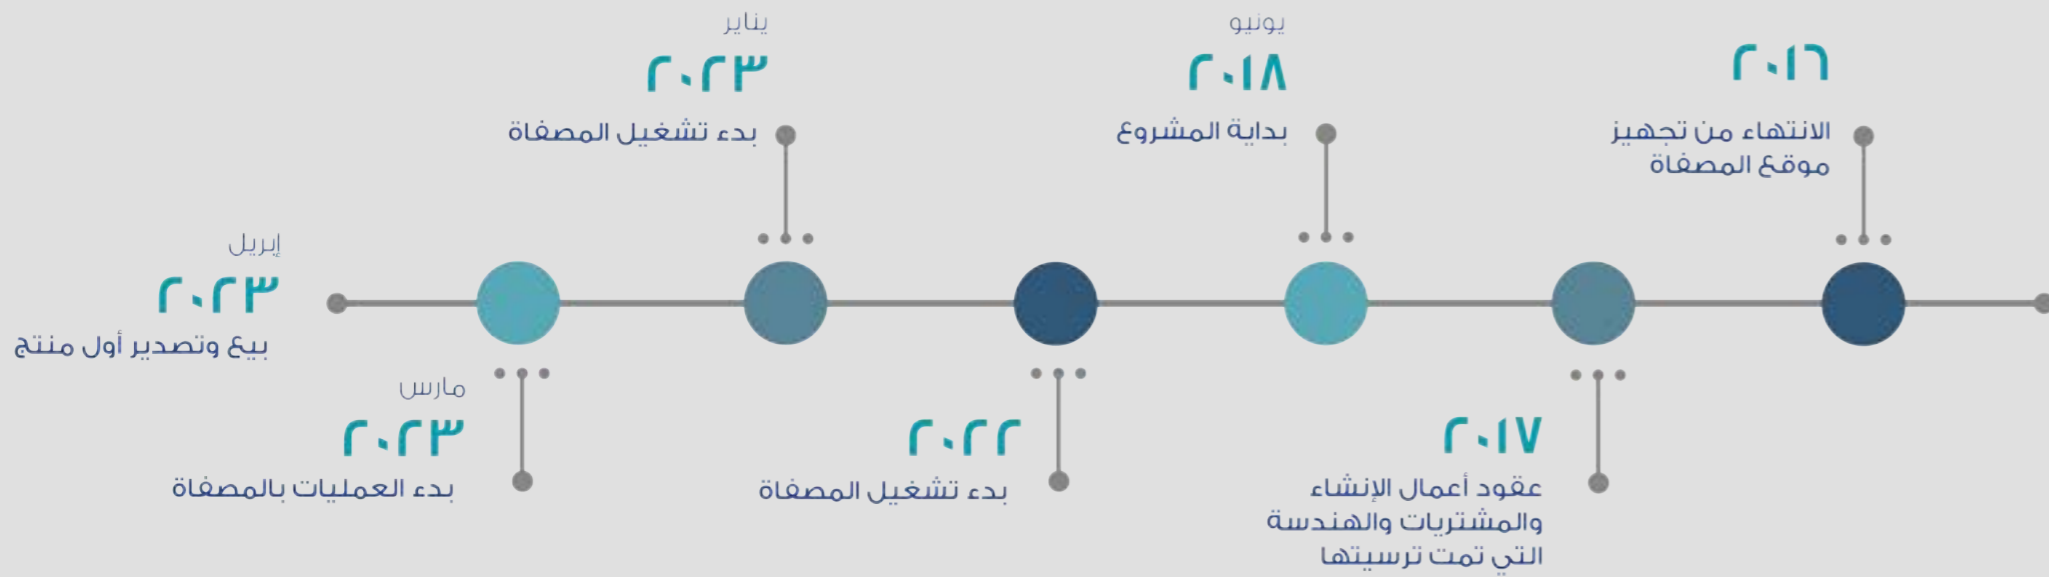 ٢٠١٦
الانتهاء من تجهيز
موقع المصفاة
٢٠١٧
عقود أعمال الإنشاء
والمشتريات والهندسة
التي تمت ترسيتها
يونيو
٢٠١٨
بداية المشروع
٢٠٢٢
بدء تشغيل المصفاة
يناير
٢٠٢٣
بدء تشغيل المصفاة
مارس
٢٠٢٣
بدء العمليات بالمصفاة
إبريل
٢٠٢٣
بيع وتصدير أول منتج